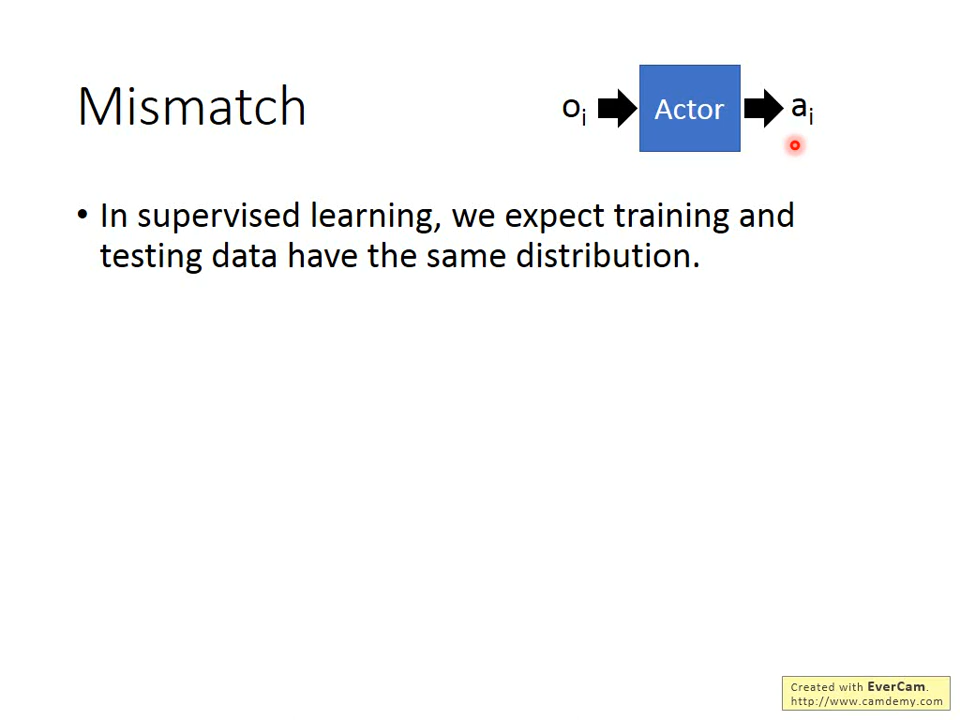 Mismatch
oi
Actor
ai
• In supervised learning, we expect training and
testing data have the same distribution.
Created with EverCam.
http://www.camdemy.com